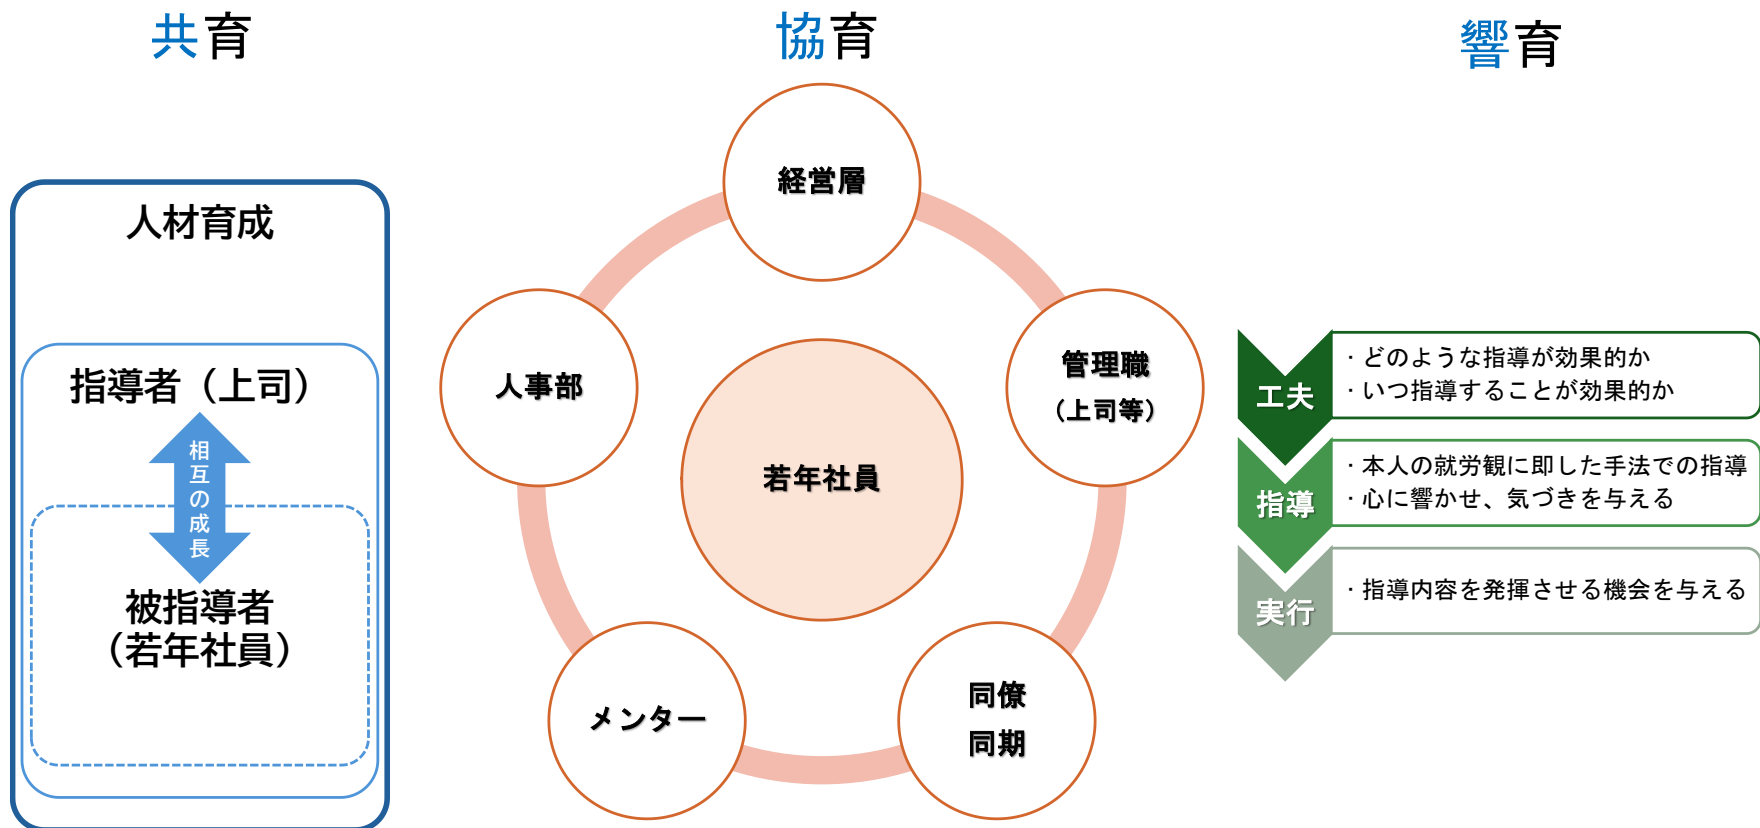 共育
人材育成
指導者（上司）
相互の成長
被指導者
（若年社員）
協育
経営層
人事部
管理職
（上司等）
若年社員
メンター
同僚
同期
響育
工夫
・どのような指導が効果的か
・いつ指導することが効果的か
指導
・本人の就労観に即した手法での指導
・心に響かせ、気づきを与える
実行
・指導内容を発揮させる機会を与える